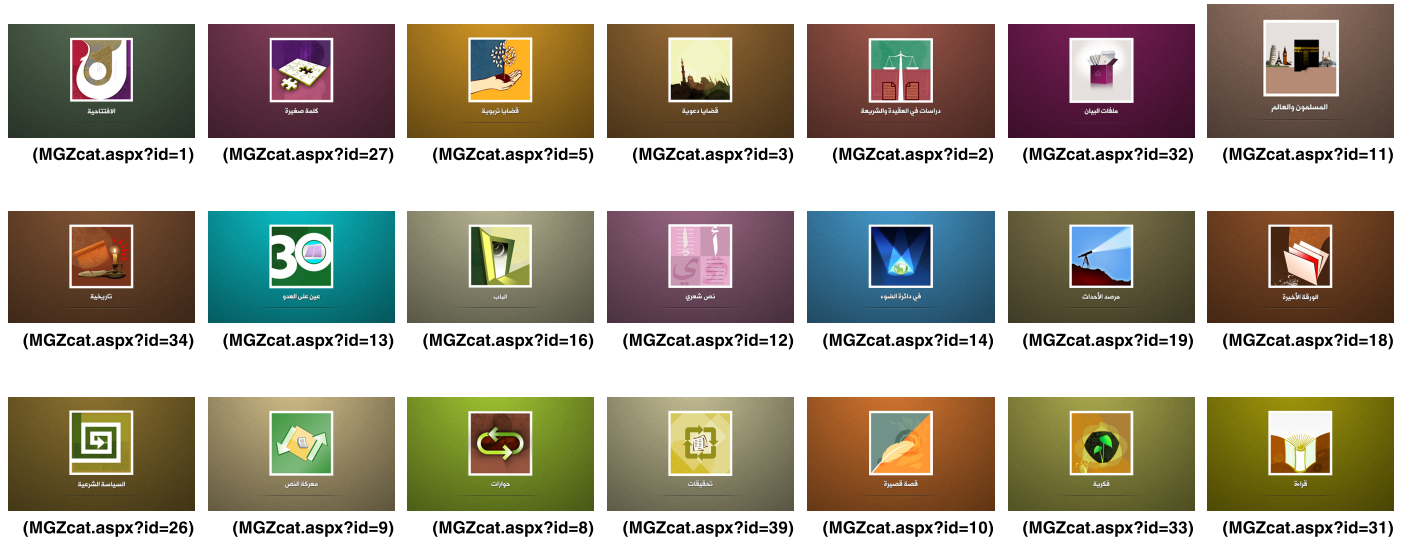 الافتتاحية
كلمة صغيرة
قضايا تربوية
قضايا دعوية
دراسات في العقيدة والشريعة
ملفات البيان
المسلمون والعالم
(MGZcat.aspx?id=1)
(MGZcat.aspx?id=27)
(MGZcat.aspx?id=5)
(MGZcat.aspx?id=3)
(MGZcat.aspx?id=2)
(MGZcat.aspx?id=32)
(MGZcat.aspx?id=11)
30
أ
ي
تاريخية
عين على العدو
الباب
نص شعري
في دائرة الضوء
مرصد الأحداث
الورقة الأخيرة
(MGZcat.aspx?id=34)
(MGZcat.aspx?id=13)
(MGZcat.aspx?id=16)
(MGZcat.aspx?id=12)
(MGZcat.aspx?id=14)
(MGZcat.aspx?id=19)
(MGZcat.aspx?id=18)
السياسة الشرعية
معركة النص
حوارات
تحقيقات
قصة قصيرة
فكرية
قراءة
(MGZcat.aspx?id=26)
(MGZcat.aspx?id=9)
(MGZcat.aspx?id=8)
(MGZcat.aspx?id=39)
(MGZcat.aspx?id=10)
(MGZcat.aspx?id=33)
(MGZcat.aspx?id=31)